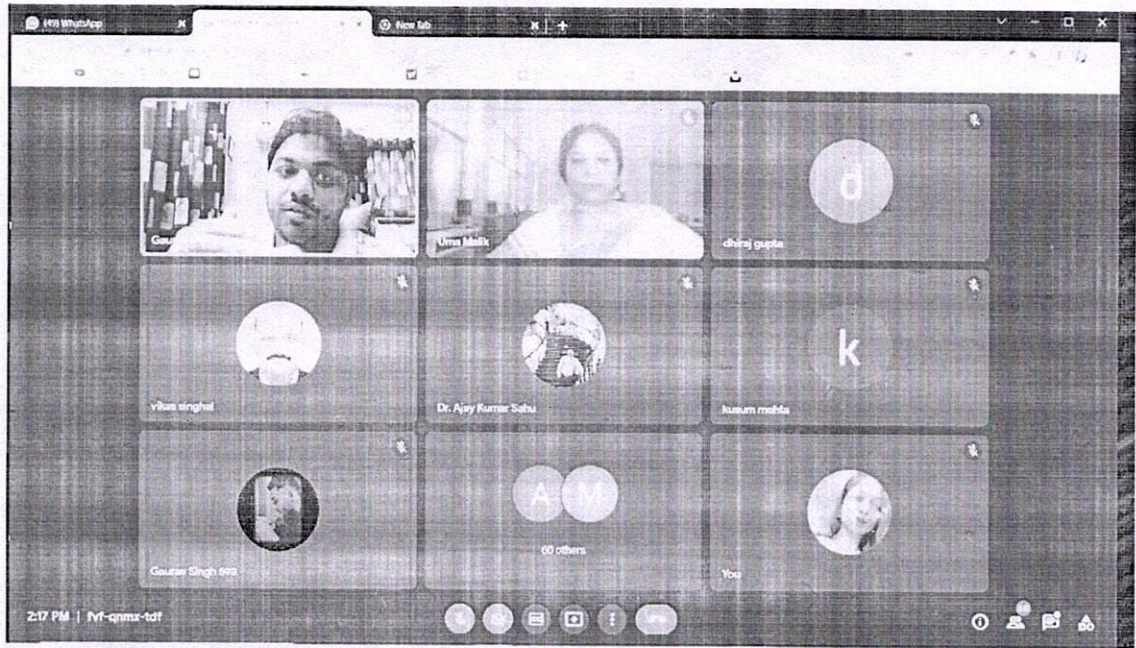 (49) WhatsApp
New Tab
Uma Malik
d
dhiraj gupta
vikas singhal
Dr. Ajay Kumar Sahu
k
kusum mehta
Gaurav Singh 693
A M
60 others
You
2:17 PM | fvf-qnmx-tdf